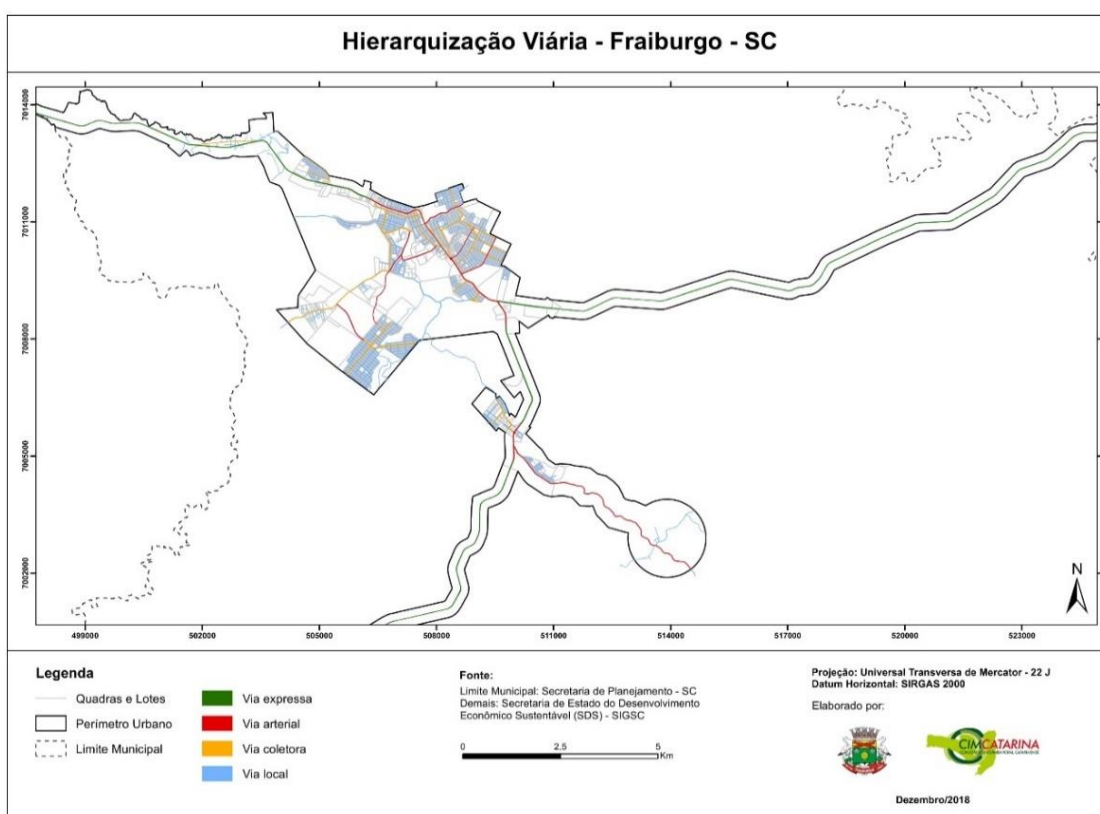 Hierarquização Viária - Fraiburgo - SC
7014000
7011000
7008000
7005000
7002000
N
499000 502000 505000 508000 511000 514000 517000 520000 523000
Legenda
Quadras e Lotes
Perímetro Urbano
Limite Municipal
Via expressa
Via arterial
Via coletora
Via local
Fonte:
Limite Municipal: Secretaria de Planejamento - SC
Demais: Secretaria de Estado do Desenvolvimento
Econômico Sustentável (SDS) - SIGSC
0 2.5 5
Km
Projeção: Universal Transversa de Mercator - 22 J
Datum Horizontal: SIRGAS 2000
Elaborado por:
CIMCATARINA
Dezembro/2018